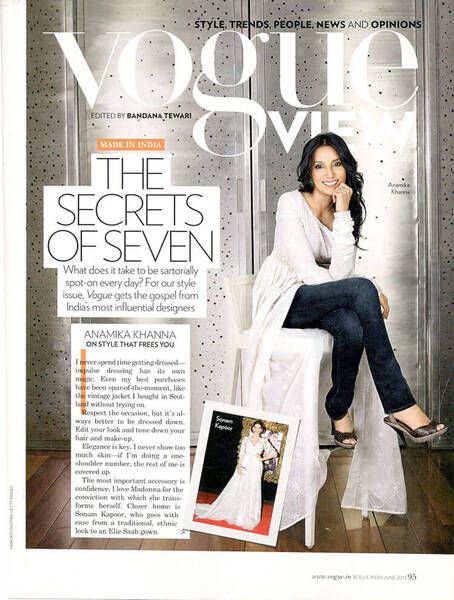 STYLE, TRENDS, PEOPLE, NEWS AND OPINIONS
vogue
EDITED BY BANDANA TEWARI
VIEW
MADE IN INDIA
THE
SECRETS
OF SEVEN
What does it take to be sartorially
spot-on every day? For our style
issue, Vogue gets the gospel from
India's most influential designers
Anamika
Khanna
ANAMIKA KHANNA
ON STYLE THAT FREES YOU
I never spend time getting dressed—
impulse dressing has its own
magic. Even my best purchases
have been spur-of-the-moment, like
the vintage jacket I bought in Scot-
land without trying on.
Respect the occasion, but it's al-
ways better to be dressed down.
Edit your look and tone down your
hair and make-up.
Elegance is key. I never show too
much skin—if I'm doing a one-
shoulder number, the rest of me is
covered up.
The most important accessory is
confidence. I love Madonna for the
conviction with which she trans-
forms herself. Closer home is
Sonam Kapoor, who goes with
ease from a traditional, ethnic
look to an Elie Saab gown.
Sonam
Kapoor
www.vogue.in VOGUE INDIA JUNE 2013 95